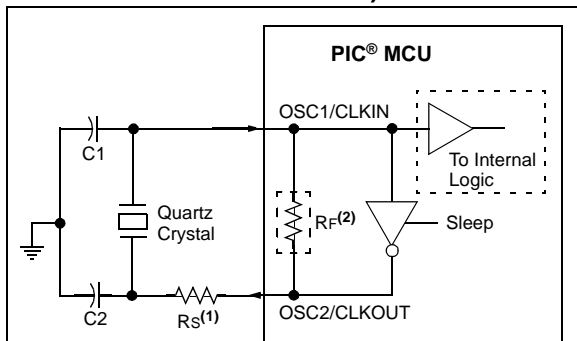 PIC® MCU
OSC1/CLKIN
C1
To Internal
Logic
Quartz
Crystal
RF(2)
Sleep
C2
RS(1)
OSC2/CLKOUT